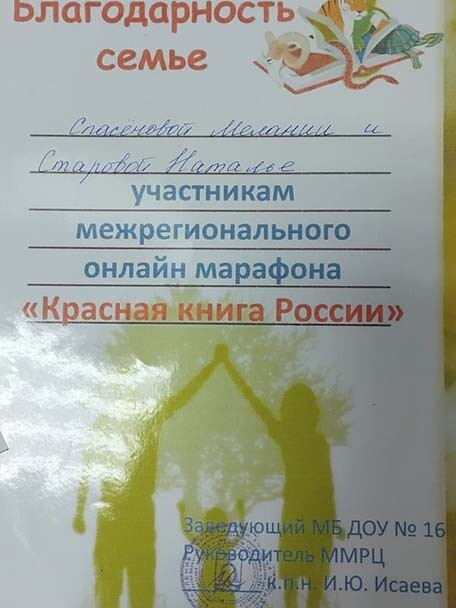 Благодарность
семье
Спасёновой Мелании и
Старовой Наталье
участникам
межрегионального
онлайн марафона
«Красная книга России»
Заведующий МБ ДОУ № 16
Руководитель ММРЦ
к.п.н. И.Ю. Исаева